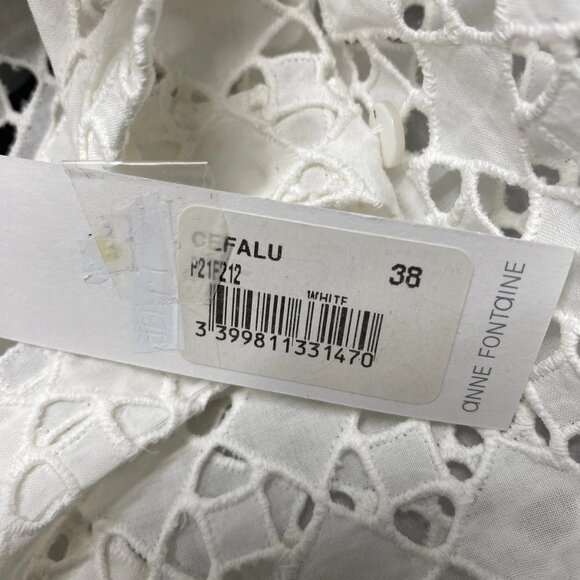 CEFALU
P21F212 38
WHITE
3 399811 331470
anne Fontaine